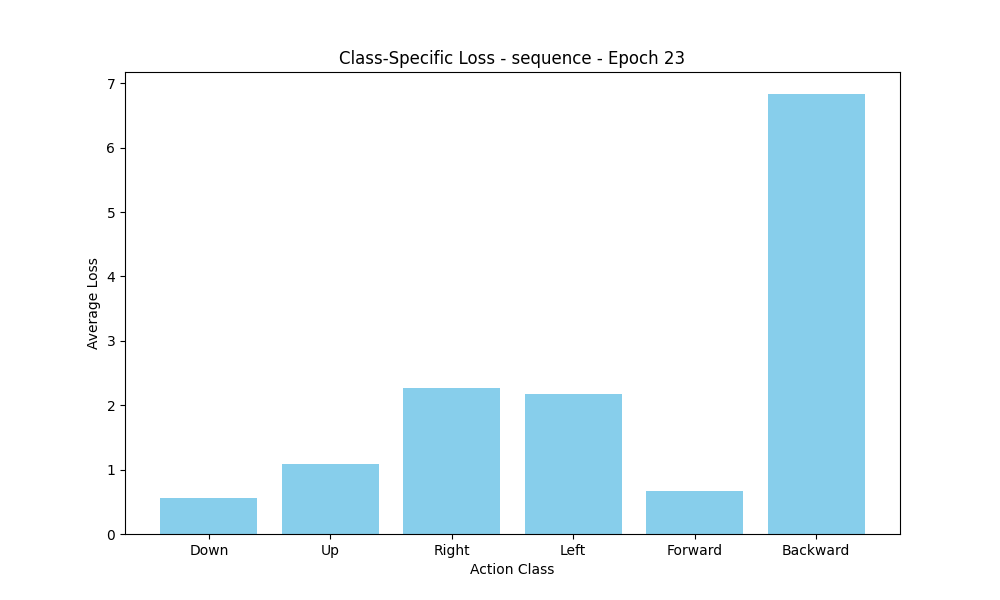 Class-Specific Loss - sequence - Epoch 23
7
6
5
4
3
2
1
0
Average Loss
Down Up Right Left Forward Backward
Action Class